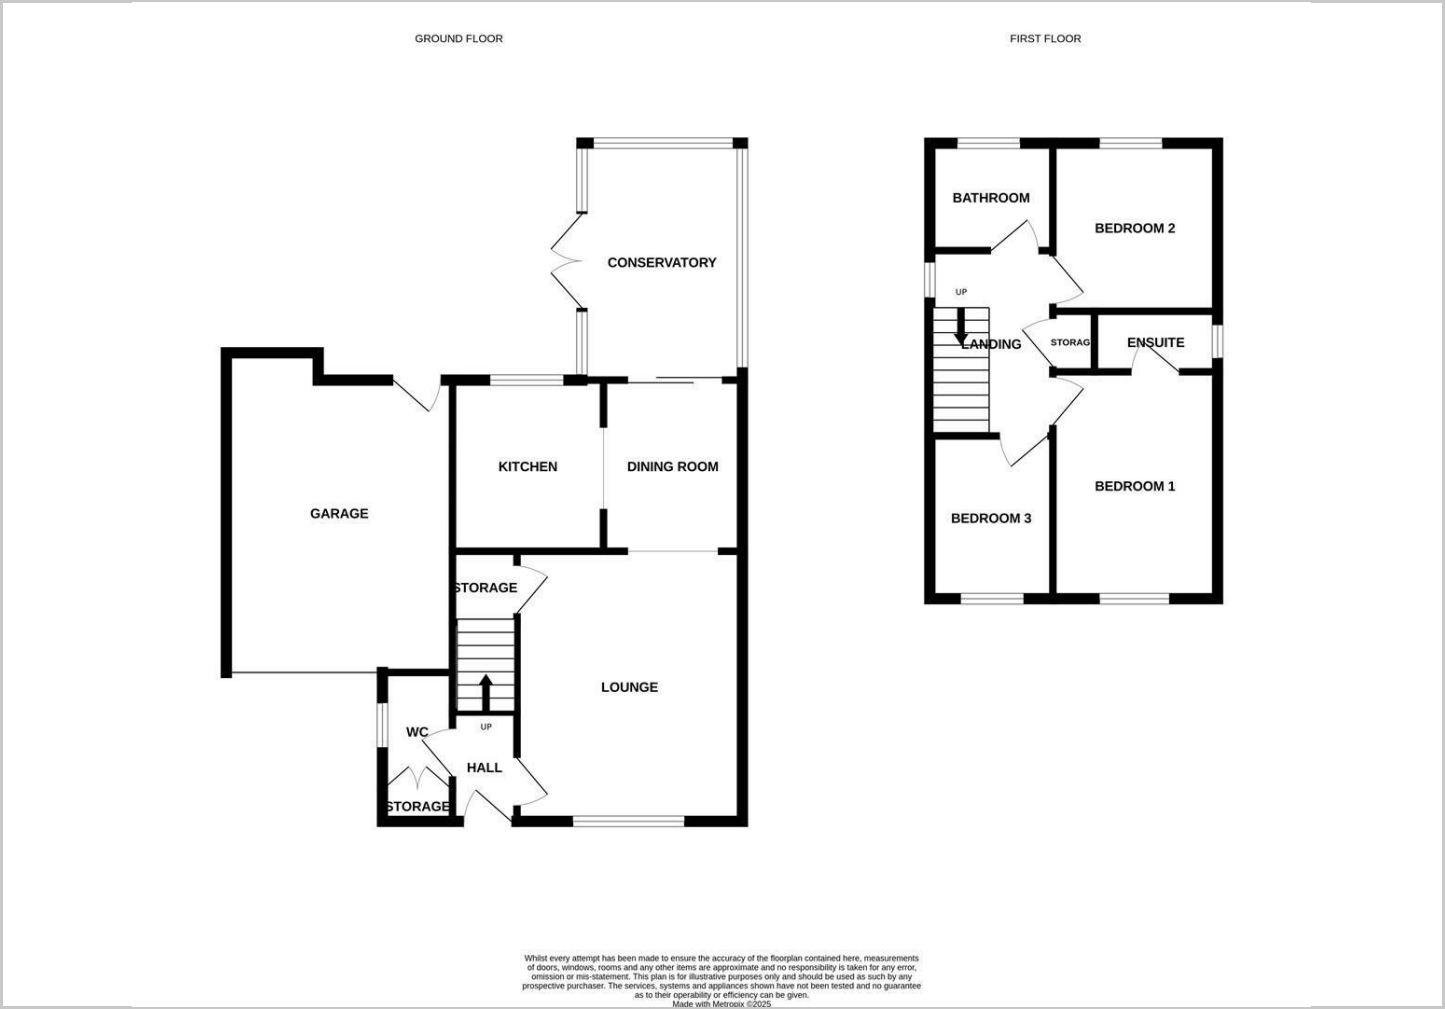 GROUND FLOOR
FIRST FLOOR
BATHROOM
BEDROOM 2
CONSERVATORY
UP
LANDING
STORAG
ENSUITE
KITCHEN
DINING ROOM
BEDROOM 1
GARAGE
BEDROOM 3
STORAGE
LOUNGE
UP
WC
HALL
STORAGE
Whilst every attempt has been made to ensure the accuracy of the floorplan contained here, measurements
of doors, windows, rooms and any other items are approximate and no responsibility is taken for any error,
omission or mis-statement. This plan is for illustrative purposes only and should be used as such by any
prospective purchaser. The services, systems and appliances shown have not been tested and no guarantee
as to their operability or efficiency can be given.
Made with Metropix ©2025